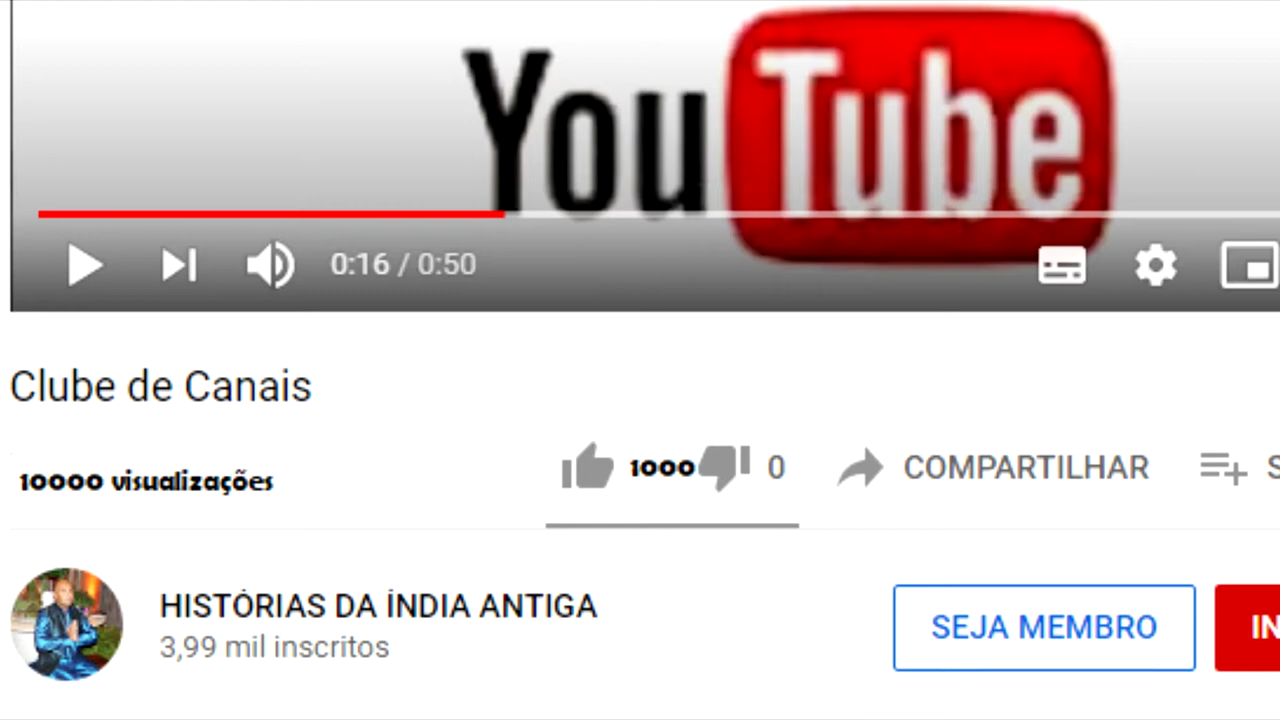 YouTube
0:16 / 0:50
Clube de Canais
10000 visualizações
1000 0 COMPARTILHAR S
HISTÓRIAS DA ÍNDIA ANTIGA
3,99 mil inscritos
SEJA MEMBRO IN